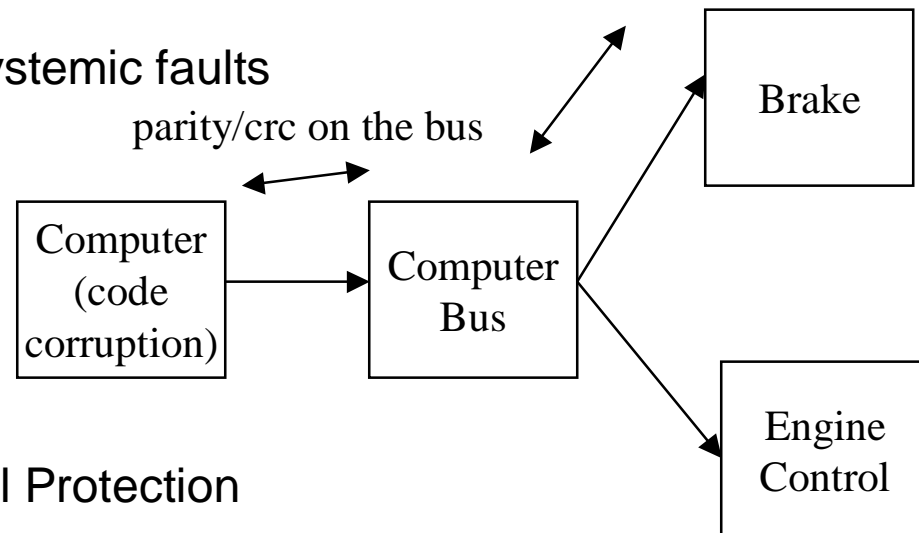 ystemic faults
parity/crc on the bus
Brake
Computer
(code
corruption)
Computer
Bus
Engine
Control
l Protection